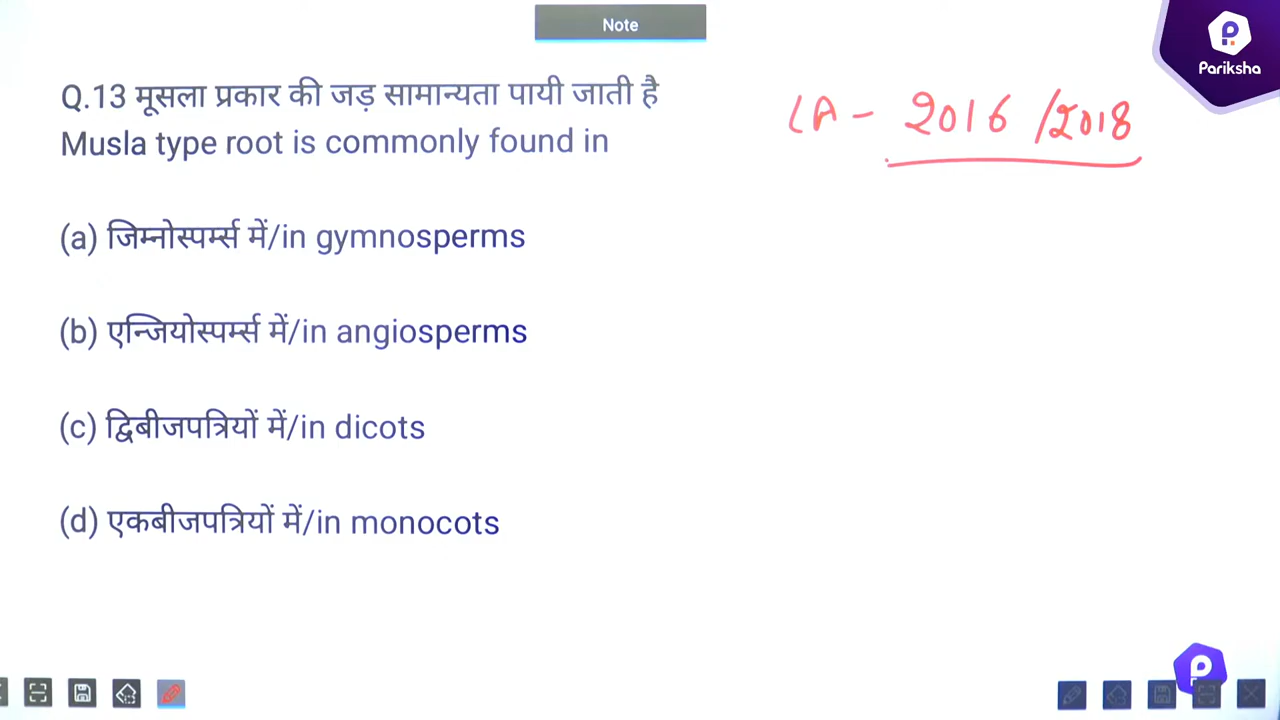 Note
Pariksha
Q.13 मूसला प्रकार की जड़ सामान्यता पायी जाती है
LA - 2016 / 2018
Musla type root is commonly found in
(a) जिम्नोस्पर्म्स में/in gymnosperms
(b) एन्जियोस्पर्म्स में/in angiosperms
(c) द्विबीजपत्रियों में/in dicots
(d) एकबीजपत्रियों में/in monocots